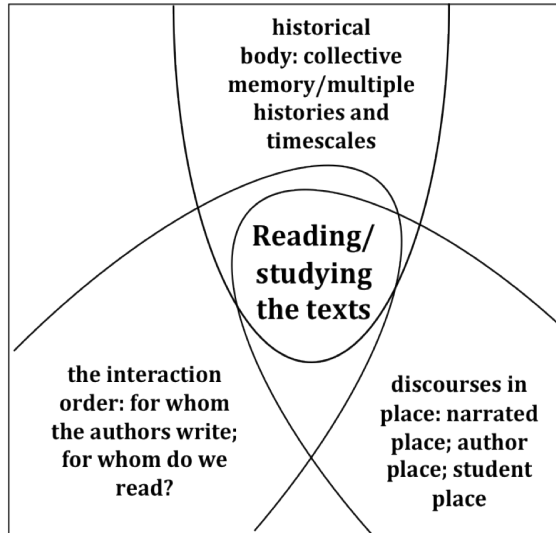 historical
body: collective
memory/multiple
histories and
timescales
Reading/
studying
the texts
the interaction
order: for whom
the authors write;
for whom do we
read?
discourses in
place: narrated
place; author
place; student
place